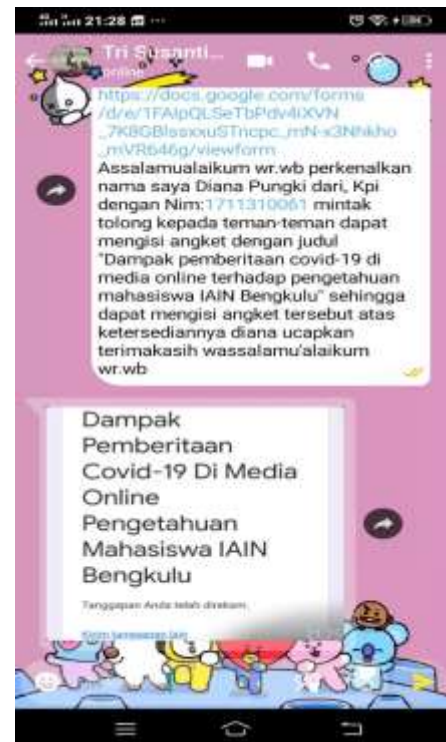 21:28
Tri Susanti...
online
https://docs.google.com/forms
/d/e/1FAIpQLSeTbPdv4iXVN
_7K8GBlssxxuSTncpc_mN-x3Nhkho
_mVR646g/viewform
Assalamualaikum wr.wb perkenalkan
nama saya Diana Pungki dari, Kpi
dengan Nim:1711310061 mintak
tolong kepada teman-teman dapat
mengisi angket dengan judul
"Dampak pemberitaan covid-19 di
media online terhadap pengetahuan
mahasiswa IAIN Bengkulu" sehingga
dapat mengisi angket tersebut atas
ketersediannya diana ucapkan
terimakasih wassalamu'alaikum
wr.wb
Dampak
Pemberitaan
Covid-19 Di Media
Online
Pengetahuan
Mahasiswa IAIN
Bengkulu
Tanggapan Anda telah direkam.
Kirim tanggapan lain